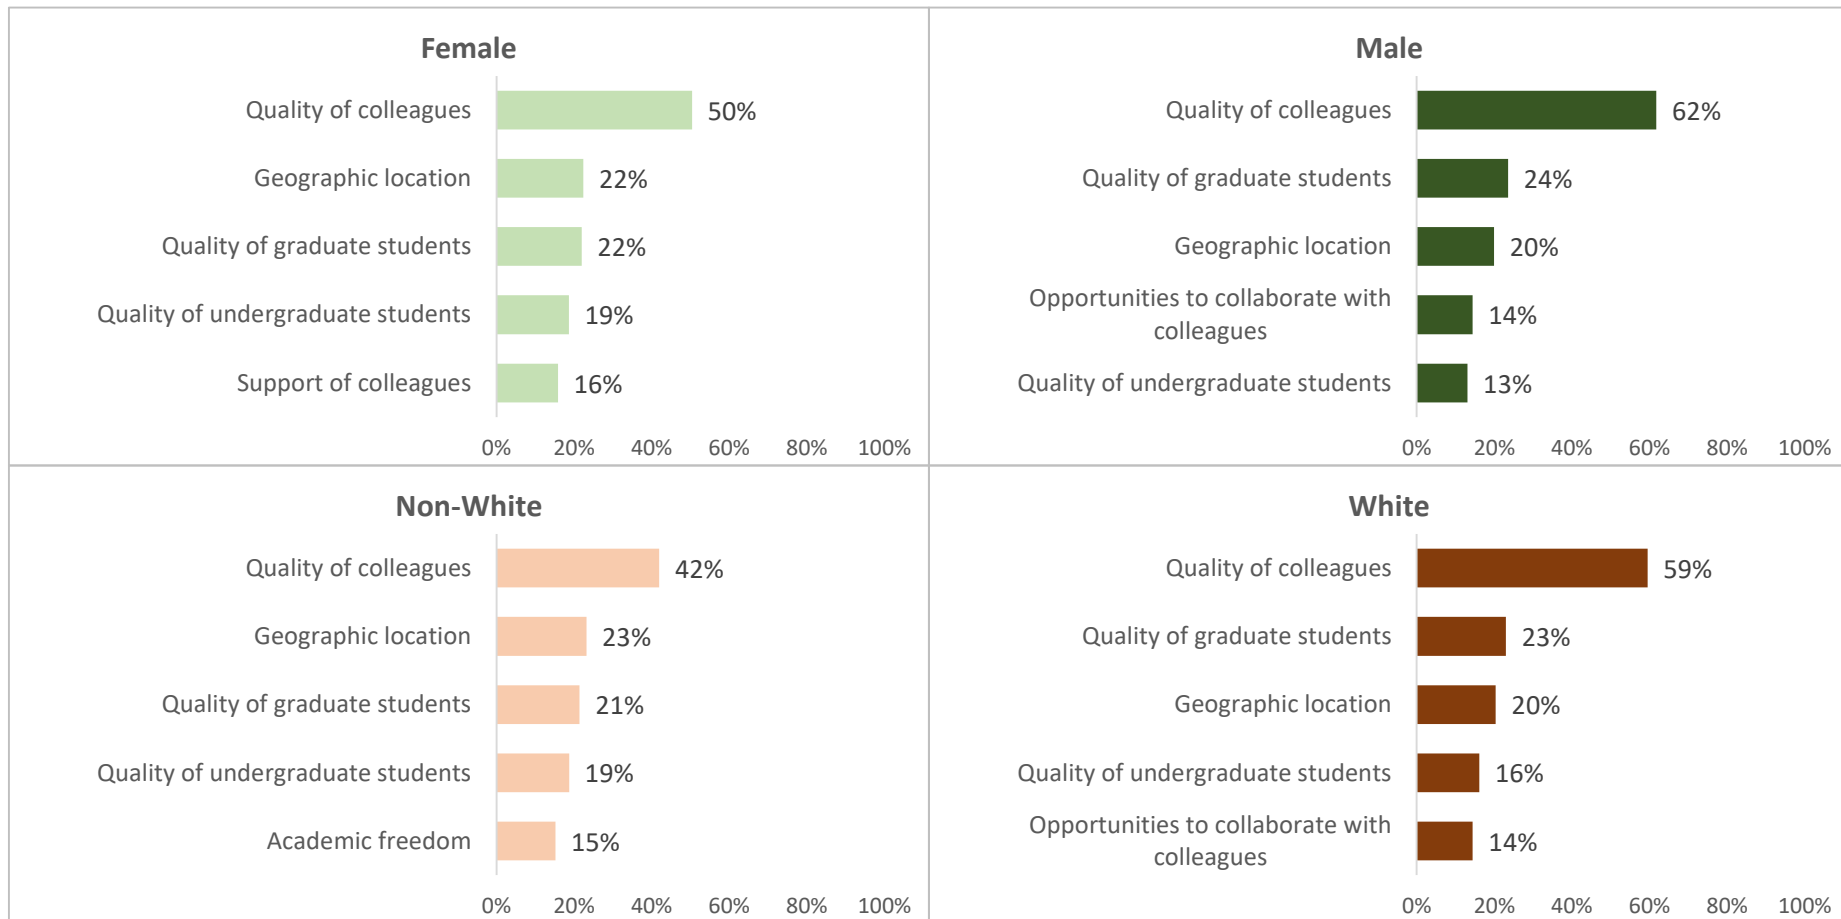 Female
Quality of colleagues 50%
Geographic location 22%
Quality of graduate students 22%
Quality of undergraduate students 19%
Support of colleagues 16%
0% 20% 40% 60% 80% 100%
Male
Quality of colleagues 62%
Quality of graduate students 24%
Geographic location 20%
Opportunities to collaborate with
colleagues 14%
Quality of undergraduate students 13%
0% 20% 40% 60% 80% 100%
Non-White
Quality of colleagues 42%
Geographic location 23%
Quality of graduate students 21%
Quality of undergraduate students 19%
Academic freedom 15%
0% 20% 40% 60% 80% 100%
White
Quality of colleagues 59%
Quality of graduate students 23%
Geographic location 20%
Quality of undergraduate students 16%
Opportunities to collaborate with
colleagues 14%
0% 20% 40% 60% 80% 100%